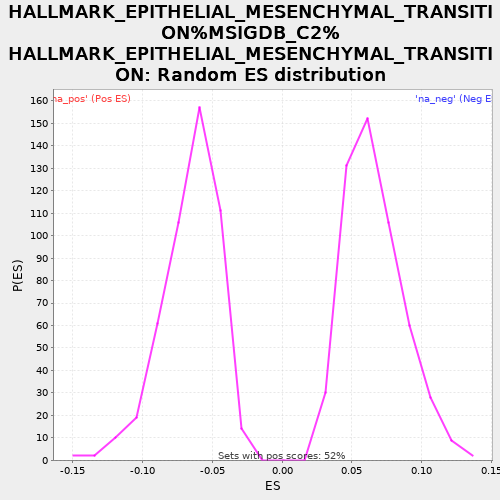 HALLMARK_EPITHELIAL_MESENCHYMAL_TRANSITI
ON%MSIGDB_C2%
HALLMARK_EPITHELIAL_MESENCHYMAL_TRANSITI
ON: Random ES distribution
na_pos' (Pos ES)
'na_neg' (Neg E
160
150
140
130
120
110
100
90
80
70
60
50
40
30
20
10
0
P(ES)
Sets with pos scores: 52%
-0.15
-0.10
-0.05
0.00
0.05
0.10
0.15
ES